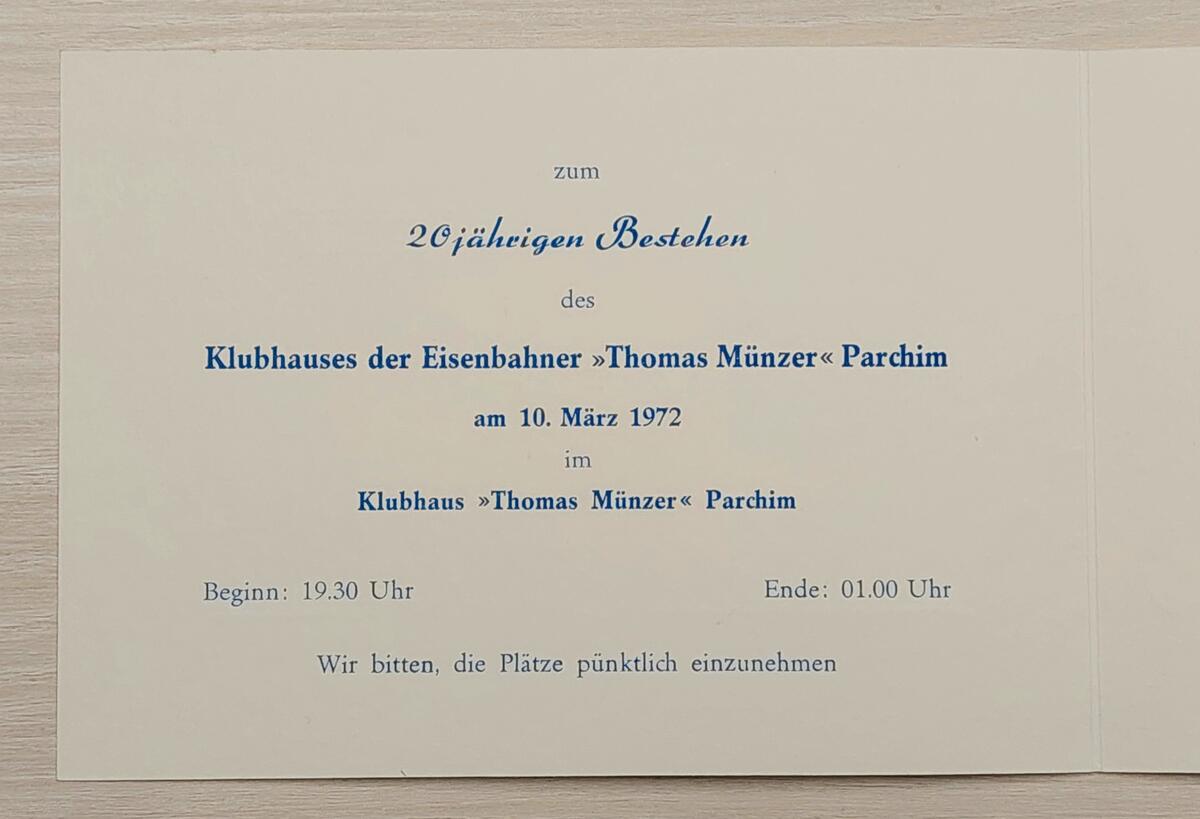 zum
20jährigen Bestehen
des
Klubhauses der Eisenbahner »Thomas Münzer« Parchim
am 10. März 1972
im
Klubhaus »Thomas Münzer« Parchim
Beginn: 19.30 Uhr Ende: 01.00 Uhr
Wir bitten, die Plätze pünktlich einzunehmen